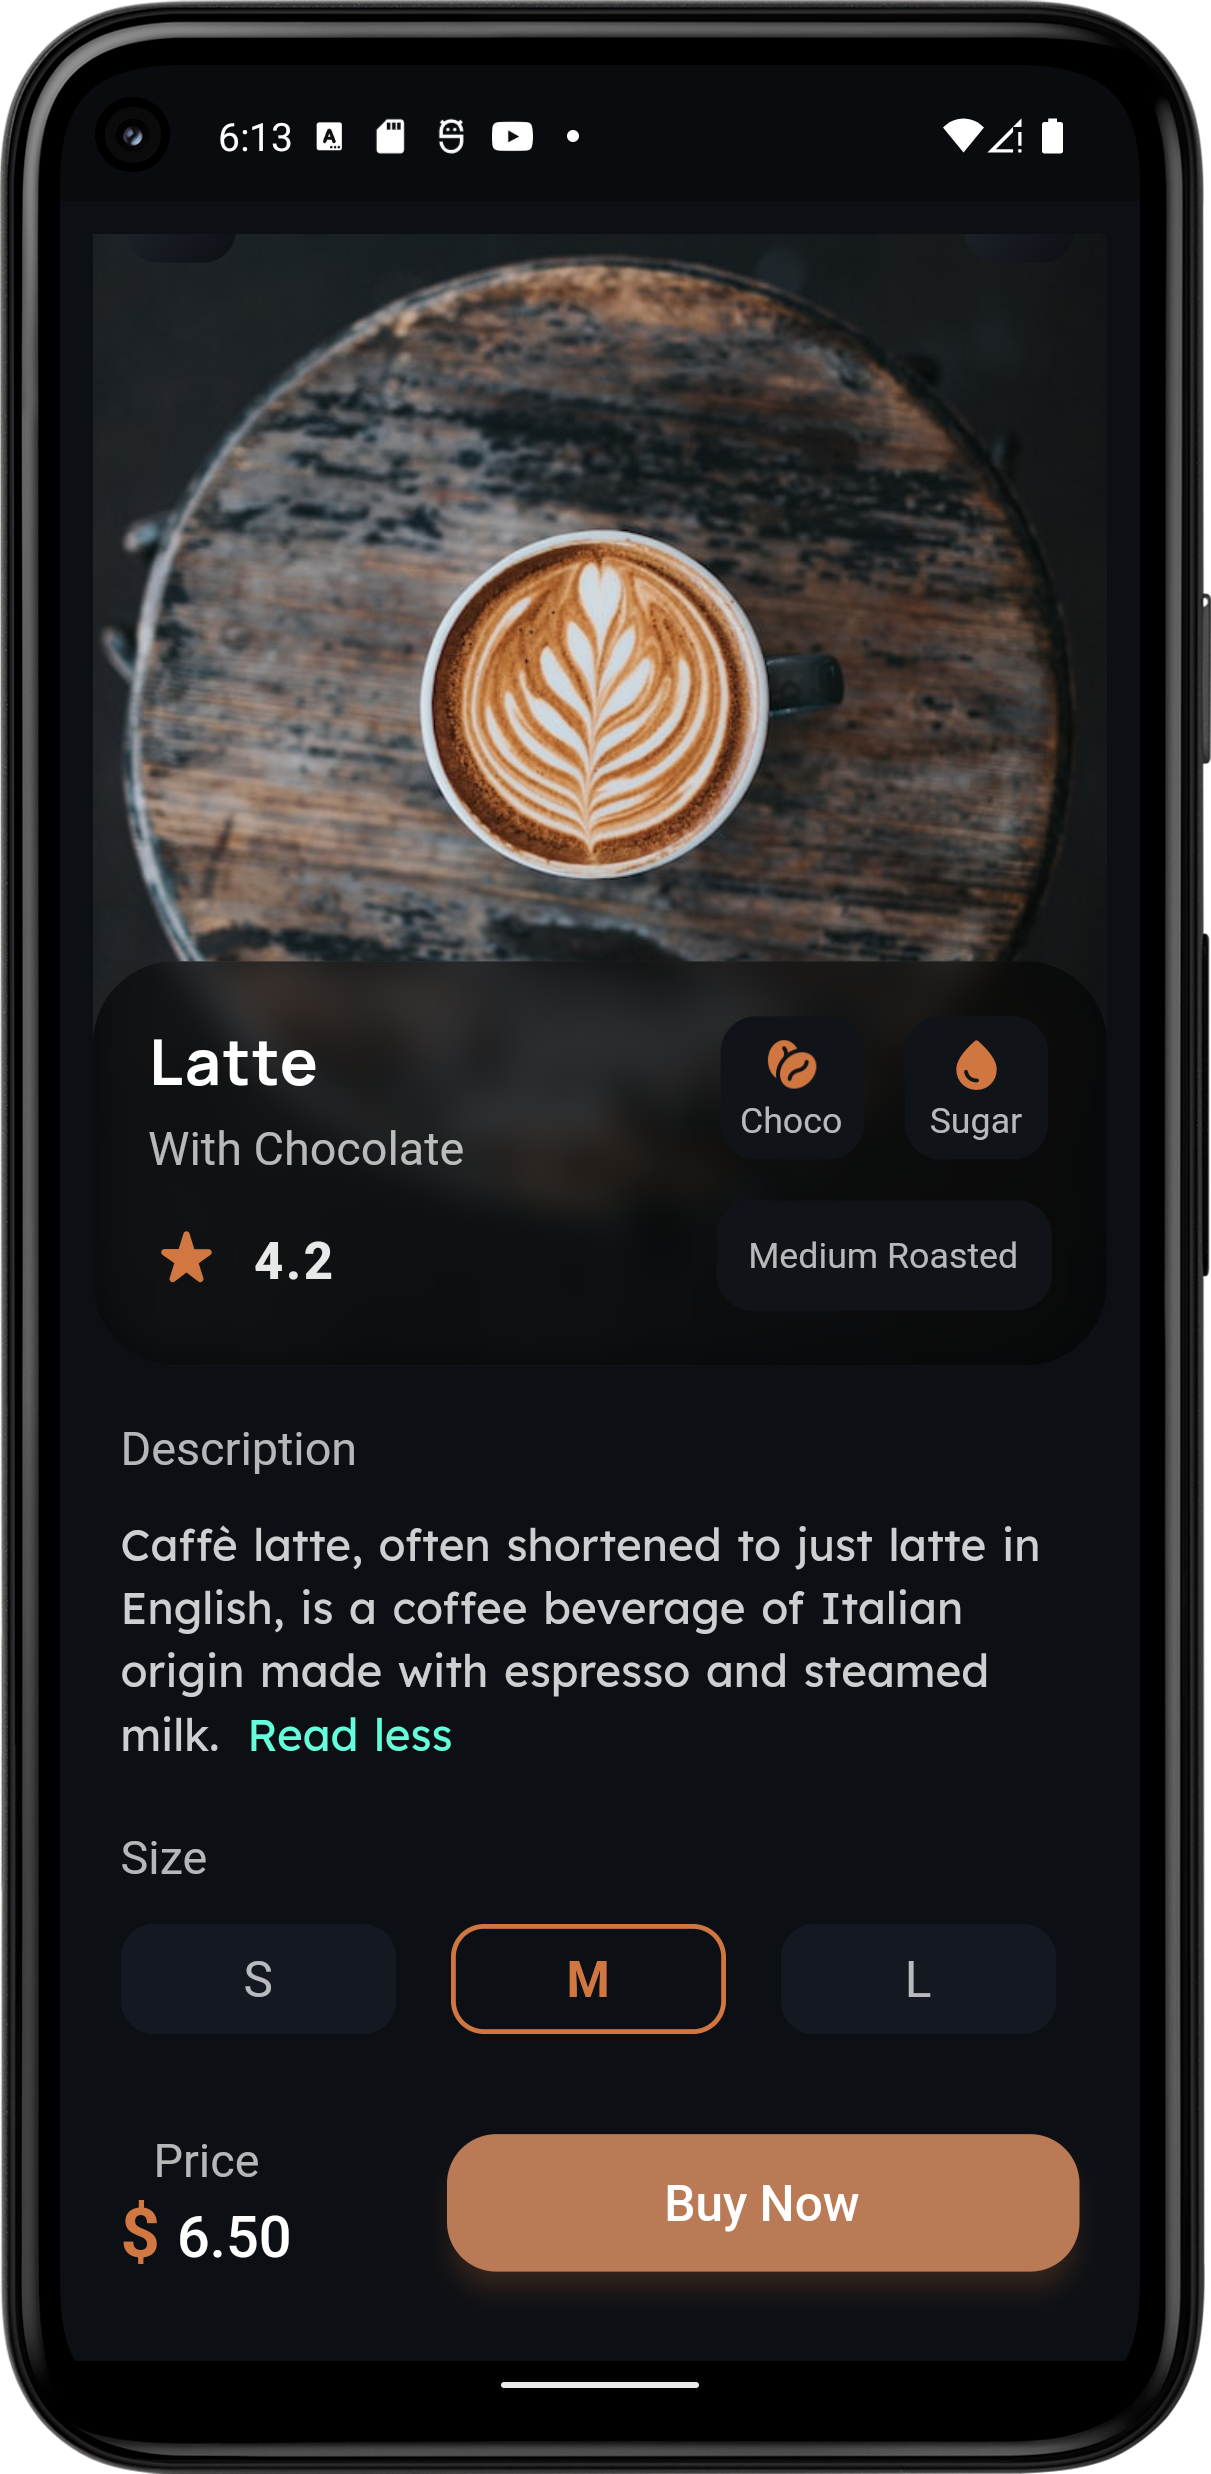 6:13
Latte
With Chocolate
4.2
Choco
Sugar
Medium Roasted
Description
Caffè latte, often shortened to just latte in
English, is a coffee beverage of Italian
origin made with espresso and steamed
milk. Read less
Size
S M L
Price
$ 6.50
Buy Now